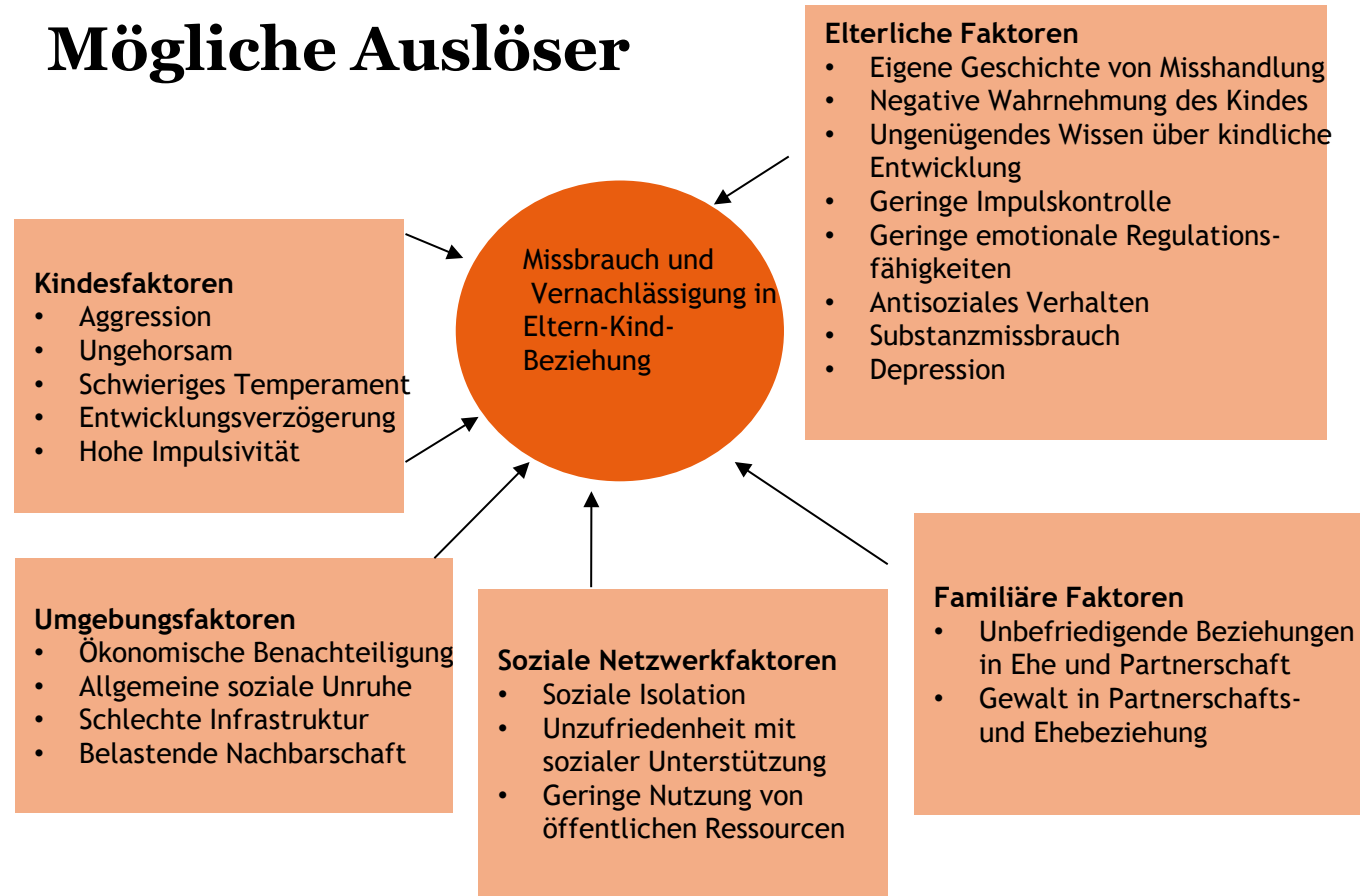 Mögliche Auslöser
Elterliche Faktoren
• Eigene Geschichte von Misshandlung
• Negative Wahrnehmung des Kindes
• Ungenügendes Wissen über kindliche
Entwicklung
• Geringe Impulskontrolle
• Geringe emotionale Regulations-
fähigkeiten
• Antisoziales Verhalten
• Substanzmissbrauch
• Depression
Missbrauch und
Vernachlässigung in
Eltern-Kind-
Beziehung
Kindesfaktoren
• Aggression
• Ungehorsam
• Schwieriges Temperament
• Entwicklungsverzögerung
• Hohe Impulsivität
Umgebungsfaktoren
• Ökonomische Benachteiligung
• Allgemeine soziale Unruhe
• Schlechte Infrastruktur
• Belastende Nachbarschaft
Soziale Netzwerkfaktoren
• Soziale Isolation
• Unzufriedenheit mit
sozialer Unterstützung
• Geringe Nutzung von
öffentlichen Ressourcen
Familiäre Faktoren
• Unbefriedigende Beziehungen
in Ehe und Partnerschaft
• Gewalt in Partnerschafts-
und Ehebeziehung